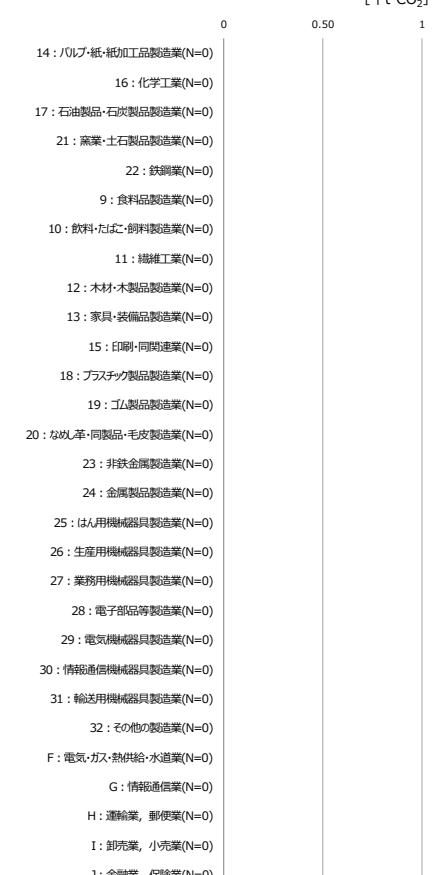 [千t-CO₂]
0 0.50 1
14：パルプ・紙・紙加工品製造業(N=0)
16：化学工業(N=0)
17：石油製品・石炭製品製造業(N=0)
21：窯業・土石製品製造業(N=0)
22：鉄鋼業(N=0)
9：食料品製造業(N=0)
10：飲料・たばこ・飼料製造業(N=0)
11：繊維工業(N=0)
12：木材・木製品製造業(N=0)
13：家具・装備品製造業(N=0)
15：印刷・同関連業(N=0)
18：プラスチック製品製造業(N=0)
19：ゴム製品製造業(N=0)
20：なめし革・同製品・毛皮製造業(N=0)
23：非鉄金属製造業(N=0)
24：金属製品製造業(N=0)
25：はん用機械器具製造業(N=0)
26：生産用機械器具製造業(N=0)
27：業務用機械器具製造業(N=0)
28：電子部品等製造業(N=0)
29：電気機械器具製造業(N=0)
30：情報通信機械器具製造業(N=0)
31：輸送用機械器具製造業(N=0)
32：その他の製造業(N=0)
F：電気・ガス・熱供給・水道業(N=0)
G：情報通信業(N=0)
H：運輸業，郵便業(N=0)
I：卸売業，小売業(N=0)
J：金融業，保険業(N=0)